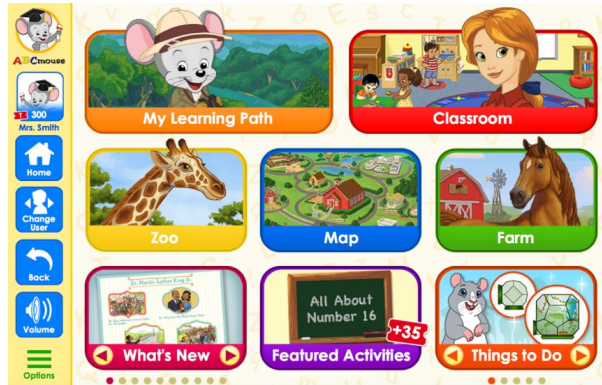 ABCmouse
300
Mrs. Smith
Home
Change
User
Back
Volume
Options
My Learning Path
Classroom
Zoo
Map
Farm
Dr. Martin Luther King Jr.
What's New
All About
Number 16
+35
Featured Activities
Things to Do